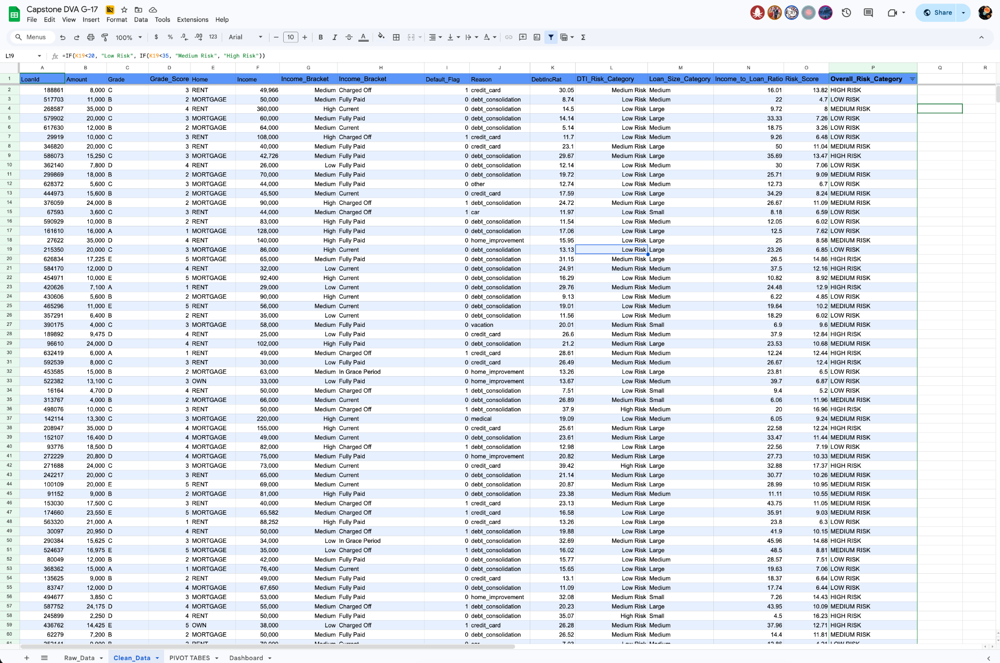 Capstone DVA G-17
File Edit View Insert Format Data Tools Extensions Help
Share
Menus 100% $ % .0 .00 123 Arial − 10 + B I S A Σ
L19 fx =IF(K19<20, "Low Risk", IF(K19<35, "Medium Risk", "High Risk"))
A B C D E F G H I J K L M N O P Q R
1 LoanId Amount Grade Grade_Score Home Income Income_Bracket Income_Bracket Default_Flag Reason DebtIncRat DTI_Risk_Category Loan_Size_Category Income_to_Loan_Ratio Risk_Score Overall_Risk_Category
2 188861 8,000 C 3 RENT 49,966 Medium Charged Off 1 credit_card 30.05 Medium Risk Medium 16.01 13.82 HIGH RISK
3 517703 11,000 B 2 MORTGAGE 50,000 Medium Fully Paid 0 debt_consolidation 8.74 Low Risk Medium 22 4.7 LOW RISK
4 268587 35,000 D 4 RENT 360,000 High Current 0 debt_consolidation 14.5 Low Risk Large 9.72 8 MEDIUM RISK
5 579902 20,000 C 3 MORTGAGE 60,000 Medium Fully Paid 0 debt_consolidation 14.14 Low Risk Large 33.33 7.26 LOW RISK
6 617630 12,000 B 2 MORTGAGE 64,000 Medium Current 0 debt_consolidation 5.14 Low Risk Medium 18.75 3.26 LOW RISK
7 29919 10,000 C 3 RENT 108,000 High Charged Off 1 credit_card 11.7 Low Risk Medium 9.26 6.48 LOW RISK
8 346820 20,000 C 3 RENT 40,000 Medium Fully Paid 0 credit_card 23.1 Medium Risk Large 50 11.04 MEDIUM RISK
9 586073 15,250 C 3 MORTGAGE 42,726 Medium Fully Paid 0 debt_consolidation 29.67 Medium Risk Large 35.69 13.47 HIGH RISK
10 362140 7,800 D 4 RENT 26,000 Low Fully Paid 0 debt_consolidation 12.14 Low Risk Medium 30 7.06 LOW RISK
11 299869 18,000 B 2 MORTGAGE 70,000 Medium Fully Paid 0 debt_consolidation 19.72 Low Risk Large 25.71 9.09 MEDIUM RISK
12 628372 5,600 C 3 MORTGAGE 44,000 Medium Fully Paid 0 other 12.74 Low Risk Medium 12.73 6.7 LOW RISK
13 444973 15,600 B 2 MORTGAGE 45,500 Medium Current 0 credit_card 17.59 Low Risk Large 34.29 8.24 MEDIUM RISK
14 376059 24,000 B 2 MORTGAGE 90,000 High Charged Off 1 debt_consolidation 24.72 Medium Risk Large 26.67 11.09 MEDIUM RISK
15 67593 3,600 C 3 RENT 44,000 Medium Charged Off 1 car 11.97 Low Risk Small 8.18 6.59 LOW RISK
16 590929 10,000 B 2 RENT 83,000 High Fully Paid 0 debt_consolidation 11.54 Low Risk Medium 12.05 6.02 LOW RISK
17 161610 16,000 A 1 MORTGAGE 128,000 High Fully Paid 0 debt_consolidation 17.06 Low Risk Large 12.5 7.62 LOW RISK
18 27622 35,000 D 4 RENT 140,000 High Fully Paid 0 home_improvement 15.95 Low Risk Large 25 8.58 MEDIUM RISK
19 215350 20,000 C 3 MORTGAGE 86,000 High Current 0 debt_consolidation 13.13 Low Risk Large 23.26 6.85 LOW RISK
20 626834 17,225 E 5 MORTGAGE 65,000 Medium Fully Paid 0 debt_consolidation 31.15 Medium Risk Large 26.5 14.86 HIGH RISK
21 584170 12,000 D 4 RENT 32,000 Low Current 0 debt_consolidation 24.91 Medium Risk Medium 37.5 12.16 HIGH RISK
22 454971 10,000 E 5 MORTGAGE 92,400 High Current 0 debt_consolidation 16.29 Low Risk Medium 10.82 8.92 MEDIUM RISK
23 420626 7,100 A 1 RENT 29,000 Low Current 0 debt_consolidation 29.76 Medium Risk Medium 24.48 12.9 HIGH RISK
24 430606 5,600 B 2 MORTGAGE 90,000 High Current 0 debt_consolidation 9.13 Low Risk Medium 6.22 4.85 LOW RISK
25 465296 11,000 E 5 RENT 56,000 Medium Current 0 debt_consolidation 19.01 Low Risk Medium 19.64 10.2 MEDIUM RISK
26 357291 6,400 B 2 RENT 35,000 Low Current 0 debt_consolidation 11.56 Low Risk Medium 18.29 6.02 LOW RISK
27 390175 4,000 C 3 MORTGAGE 58,000 Medium Fully Paid 0 vacation 20.01 Medium Risk Small 6.9 9.6 MEDIUM RISK
28 189892 9,475 D 4 RENT 25,000 Low Fully Paid 0 credit_card 26.6 Medium Risk Medium 37.9 12.84 HIGH RISK
29 96610 24,000 D 4 RENT 102,000 High Fully Paid 0 debt_consolidation 21.2 Medium Risk Large 23.53 10.68 MEDIUM RISK
30 632419 6,000 A 1 RENT 49,000 Medium Charged Off 1 credit_card 28.61 Medium Risk Medium 12.24 12.44 HIGH RISK
31 592539 8,000 C 3 RENT 30,000 Low Fully Paid 0 credit_card 26.49 Medium Risk Medium 26.67 12.4 HIGH RISK
32 453585 15,000 B 2 MORTGAGE 63,000 Medium In Grace Period 0 home_improvement 13.26 Low Risk Large 23.81 6.5 LOW RISK
33 522382 13,100 C 3 OWN 33,000 Low Fully Paid 0 home_improvement 13.67 Low Risk Medium 39.7 6.87 LOW RISK
34 16164 4,700 D 4 RENT 50,000 Medium Charged Off 1 debt_consolidation 7.51 Low Risk Small 9.4 5.2 LOW RISK
35 313767 4,000 B 2 MORTGAGE 66,000 Medium Current 0 debt_consolidation 26.89 Medium Risk Small 6.06 11.96 MEDIUM RISK
36 498076 10,000 C 3 RENT 50,000 Medium Charged Off 1 debt_consolidation 37.9 High Risk Medium 20 16.96 HIGH RISK
37 142114 13,300 C 3 MORTGAGE 220,000 High Current 0 medical 19.09 Low Risk Medium 6.05 9.24 MEDIUM RISK
38 208947 35,000 D 4 MORTGAGE 155,000 High Current 0 credit_card 25.61 Medium Risk Large 22.58 12.24 HIGH RISK
39 152107 16,400 D 4 MORTGAGE 49,000 Medium Current 0 debt_consolidation 23.61 Medium Risk Large 33.47 11.44 MEDIUM RISK
40 93776 18,500 D 4 MORTGAGE 82,000 High Charged Off 1 debt_consolidation 12.98 Low Risk Large 22.56 7.19 LOW RISK
41 272229 20,800 D 4 MORTGAGE 75,000 Medium Fully Paid 0 home_improvement 20.82 Medium Risk Large 27.73 10.33 MEDIUM RISK
42 271688 24,000 C 3 MORTGAGE 73,000 Medium Current 0 credit_card 39.42 High Risk Large 32.88 17.37 HIGH RISK
43 242217 20,000 C 3 RENT 65,000 Medium Current 0 debt_consolidation 21.14 Medium Risk Large 30.77 10.26 MEDIUM RISK
44 100109 20,000 E 5 RENT 69,000 Medium Current 0 debt_consolidation 20.87 Medium Risk Large 28.99 10.95 MEDIUM RISK
45 91152 9,000 B 2 MORTGAGE 81,000 High Fully Paid 0 debt_consolidation 23.38 Medium Risk Medium 11.11 10.55 MEDIUM RISK
46 153030 17,500 C 3 RENT 40,000 Medium Charged Off 1 credit_card 23.13 Medium Risk Large 43.75 11.05 MEDIUM RISK
47 174660 23,550 E 5 MORTGAGE 65,582 Medium Charged Off 1 credit_card 16.58 Low Risk Large 35.91 9.03 MEDIUM RISK
48 563320 21,000 A 1 RENT 88,252 High Fully Paid 0 credit_card 13.26 Low Risk Large 23.8 6.3 LOW RISK
49 30097 20,950 D 4 RENT 50,000 Medium Charged Off 1 debt_consolidation 19.88 Low Risk Large 41.9 10.15 MEDIUM RISK
50 290384 15,625 C 3 MORTGAGE 34,000 Low In Grace Period 0 debt_consolidation 32.69 Medium Risk Large 45.96 14.68 HIGH RISK
51 524637 16,975 E 5 MORTGAGE 35,000 Low Charged Off 1 debt_consolidation 16.02 Low Risk Large 48.5 8.81 MEDIUM RISK
52 80049 12,000 B 2 MORTGAGE 42,000 Medium Fully Paid 0 debt_consolidation 15.77 Low Risk Medium 28.57 7.51 LOW RISK
53 368362 15,000 A 1 MORTGAGE 76,400 Medium Current 0 debt_consolidation 15.65 Low Risk Large 19.63 7.06 LOW RISK
54 135625 9,000 B 2 RENT 49,000 Medium Fully Paid 0 credit_card 13.1 Low Risk Medium 18.37 6.64 LOW RISK
55 83747 12,000 D 4 MORTGAGE 67,650 Medium Fully Paid 0 debt_consolidation 11.09 Low Risk Medium 17.74 6.44 LOW RISK
56 494677 3,850 C 3 MORTGAGE 53,000 Medium Fully Paid 0 home_improvement 32.08 Medium Risk Small 7.26 14.43 HIGH RISK
57 587752 24,175 D 4 MORTGAGE 55,000 Medium Charged Off 1 debt_consolidation 20.23 Medium Risk Large 43.95 10.09 MEDIUM RISK
58 245899 2,250 D 4 RENT 50,000 Medium Fully Paid 0 debt_consolidation 35.07 High Risk Small 4.5 16.23 HIGH RISK
59 436762 14,425 E 5 OWN 38,000 Low Charged Off 1 credit_card 26.28 Medium Risk Medium 37.96 12.71 HIGH RISK
60 62279 7,200 B 2 MORTGAGE 50,000 Medium Fully Paid 0 debt_consolidation 26.52 Medium Risk Medium 14.4 11.81 MEDIUM RISK
Raw_Data Clean_Data PIVOT TABES Dashboard